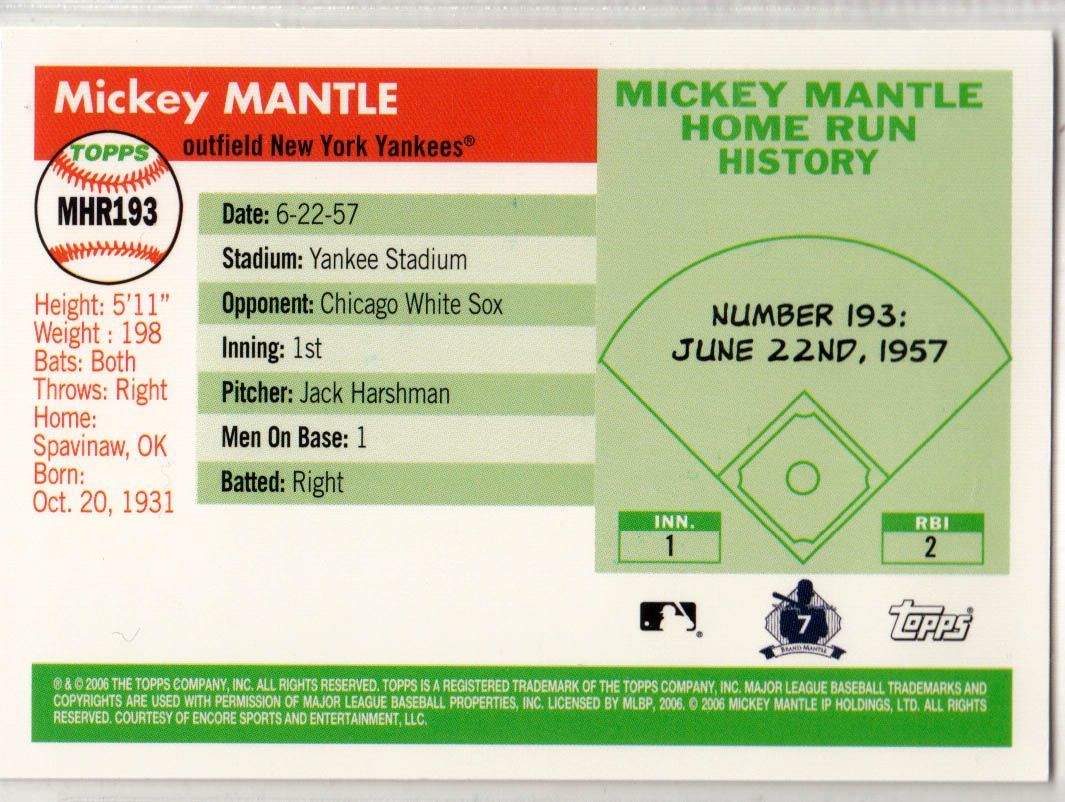 Mickey MANTLE
outfield New York Yankees®
TOPPS
MHR193
Height: 5'11"
Weight : 198
Bats: Both
Throws: Right
Home:
Spavinaw, OK
Born:
Oct. 20, 1931
Date: 6-22-57
Stadium: Yankee Stadium
Opponent: Chicago White Sox
Inning: 1st
Pitcher: Jack Harshman
Men On Base: 1
Batted: Right
MICKEY MANTLE
HOME RUN
HISTORY
NUMBER 193:
JUNE 22ND, 1957
INN.
1
RBI
2
®
7
BRAND MANTLE
Topps®
® & © 2006 THE TOPPS COMPANY, INC. ALL RIGHTS RESERVED. TOPPS IS A REGISTERED TRADEMARK OF THE TOPPS COMPANY, INC. MAJOR LEAGUE BASEBALL TRADEMARKS AND
COPYRIGHTS ARE USED WITH PERMISSION OF MAJOR LEAGUE BASEBALL PROPERTIES, INC. LICENSED BY MLBP, 2006. © 2006 MICKEY MANTLE IP HOLDINGS, LTD. ALL RIGHTS
RESERVED. COURTESY OF ENCORE SPORTS AND ENTERTAINMENT, LLC.